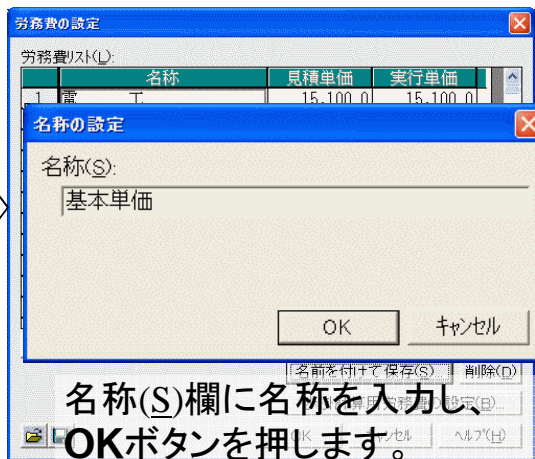 労務費の設定
労務費リスト(L):
名称 見積単価 実行単価
1 電 工 15,100.0 15,100.0
名称の設定
名称(S):
基本単価
OK キャンセル
名前を付けて保存(S)... 削除(D)
名称(S)欄に名称を入力し、
OKボタンを押します。
ヘルプ(H)